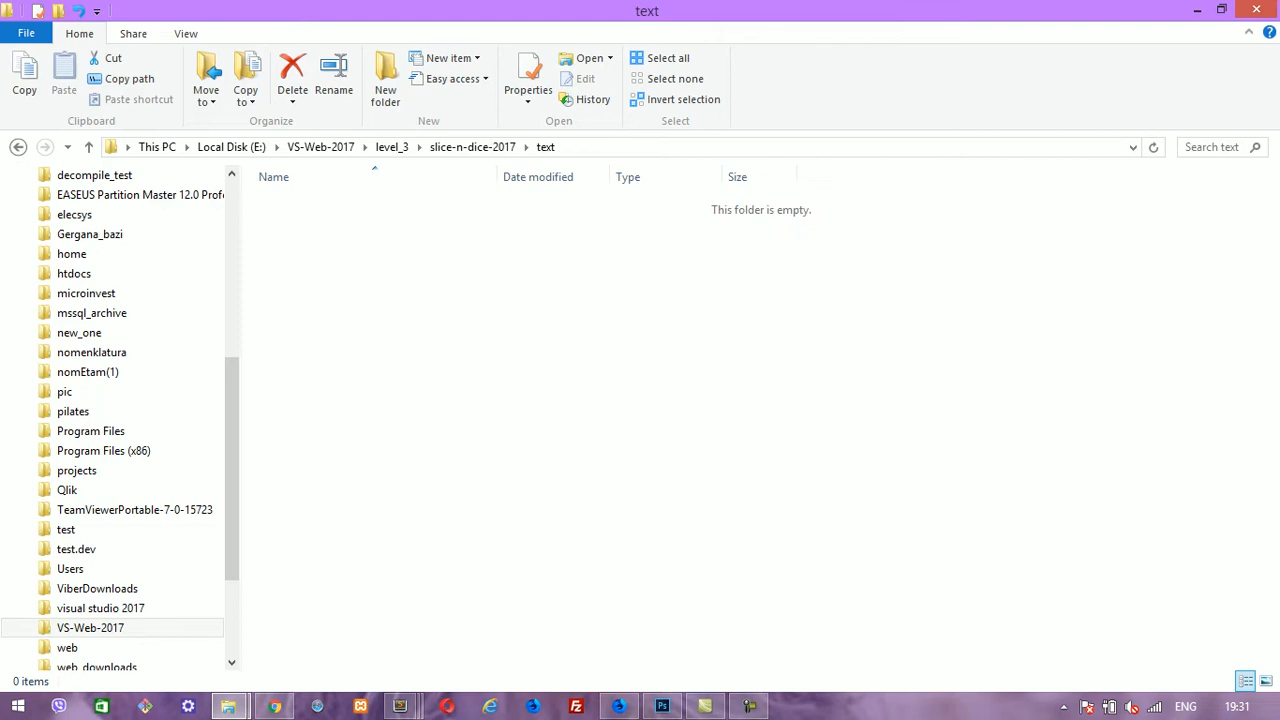 text
File Home Share View
Copy
Paste
Cut
Copy path
Paste shortcut
Clipboard
Move to
Copy to
Delete
Rename
Organize
New folder
New item
Easy access
New
Properties
Open
Edit
History
Open
Select all
Select none
Invert selection
Select
This PC Local Disk (E:) VS-Web-2017 level_3 slice-n-dice-2017 text
Search text
Name Date modified Type Size
This folder is empty.
decompile_test
EASEUS Partition Master 12.0 Prof
elecsys
Gergana_bazi
home
htdocs
microinvest
mssql_archive
new_one
nomenklatura
nomEtam(1)
pic
pilates
Program Files
Program Files (x86)
projects
Qlik
TeamViewerPortable-7-0-15723
test
test.dev
Users
ViberDownloads
visual studio 2017
VS-Web-2017
web
web_downloads
0 items
ENG 19:31